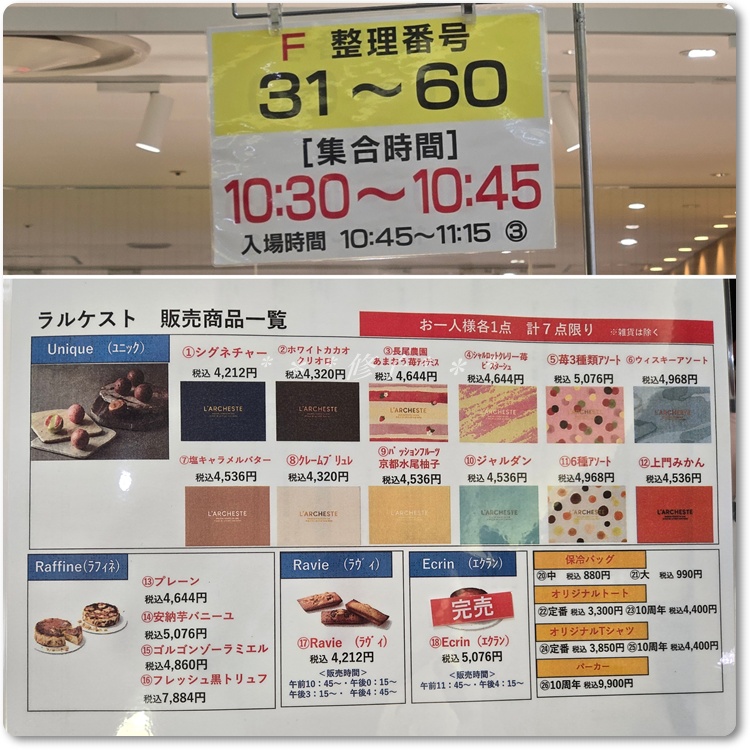 F 整理番号
31～60
[集合時間]
10:30～10:45
入場時間 10:45～11:15 ③
ラルケスト 販売商品一覧
お一人様各1点 計7点限り ※雑貨は除く
Unique (ユニック)
①シグネチャー
税込 4,212円
②ホワイトカカオ
クリオロ
税込4,320円
③長尾農園
あまおう苺ティラミス
税込 4,644円
④シャルロットクレリー苺
ピスターシュ
税込4,644円
⑤苺3種類アソート
税込 5,076円
⑥ウィスキーアソート
税込4,968円
L'ARCHESTE
L'ARCHESTE
L'ARCHESTE
L'ARCHESTE
L'ARCHESTE
L'ARCHESTE
⑦塩キャラメルバター
税込4,536円
⑧クレームブリュレ
税込4,320円
⑨パッションフルーツ
京都水尾柚子
税込4,536円
⑩ジャルダン
税込 4,536円
⑪6種アソート
税込4,968円
⑫上門みかん
税込4,536円
L'ARCHESTE
L'ARCHESTE
L'ARCHESTE
L'ARCHESTE
L'ARCHESTE
L'ARCHESTE
Raffine(ラフィネ)
⑬プレーン
税込4,644円
⑭安納芋バニーユ
税込5,076円
⑮ゴルゴンゾーラミエル
税込4,860円
⑯フレッシュ黒トリュフ
税込7,884円
Ravie (ラヴィ)
⑰Ravie (ラヴィ)
税込 4,212円
<販売時間>
午前10：45～・午後0：15～
午後3：15～・午後4：45～
Ecrin (エクラン)
完売
⑱Ecrin (エクラン)
税込 5,076円
<販売時間>
午前11：45～・午後4：15～
保冷バッグ
⑳中 税込 880円 ㉑大 税込 990円
オリジナルトート
㉒定番 税込 3,300円 ㉓10周年 税込4,400円
オリジナルTシャツ
㉔定番 税込 3,850円 ㉕10周年 税込4,400円
パーカー
㉖10周年 税込9,900円